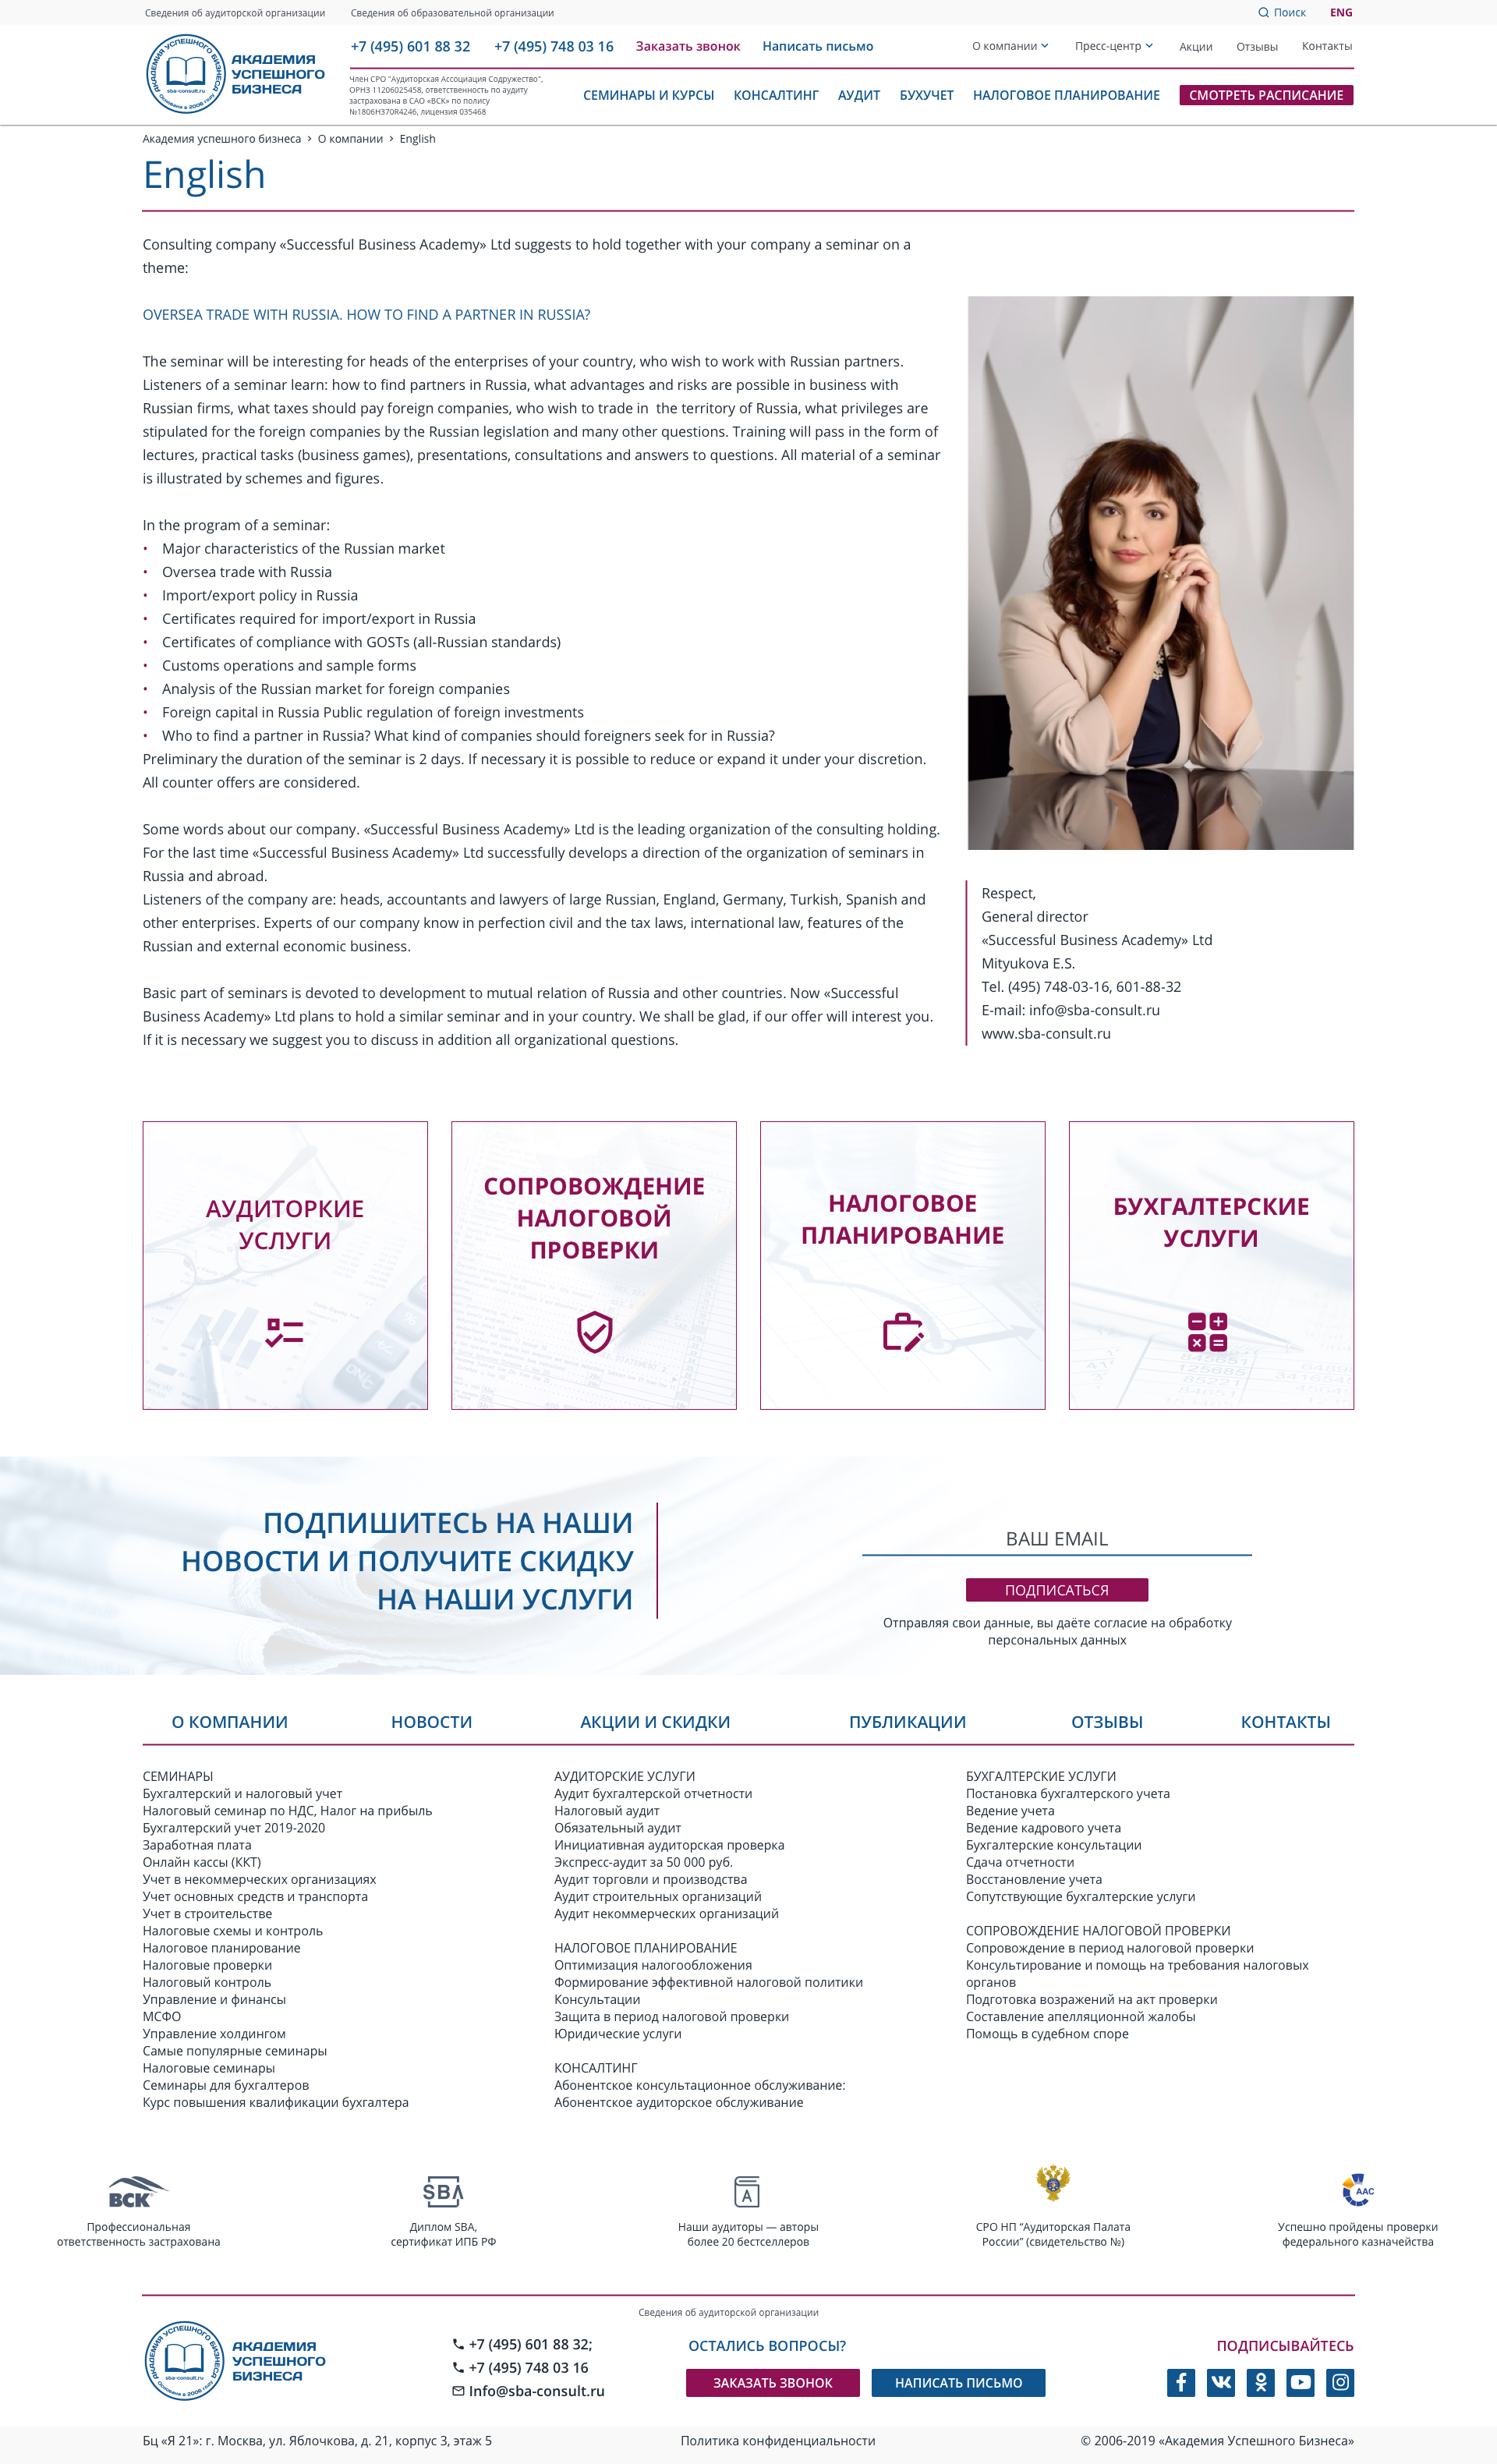 Сведения об аудиторской организации
Сведения об образовательной организации
Поиск
ENG
УСПЕШНОГО БИЗНЕСА
sba-consult.ru
Основана в 2006 году
АКАДЕМИЯ
УСПЕШНОГО
БИЗНЕСА
+7 (495) 601 88 32
+7 (495) 748 03 16
Заказать звонок
Написать письмо
О компании
Пресс-центр
Акции
Отзывы
Контакты
Член СРО "Аудиторская Ассоциация Содружество",
ОРНЗ 11206025458, ответственность по аудиту
застрахована в САО «ВСК» по полису
№1806H370R4246, лицензия 035468
СЕМИНАРЫ И КУРСЫ
КОНСАЛТИНГ
АУДИТ
БУХУЧЕТ
НАЛОГОВОЕ ПЛАНИРОВАНИЕ
СМОТРЕТЬ РАСПИСАНИЕ
Академия успешного бизнеса > О компании > English
English
Consulting company «Successful Business Academy» Ltd suggests to hold together with your company a seminar on a
theme:
OVERSEA TRADE WITH RUSSIA. HOW TO FIND A PARTNER IN RUSSIA?
The seminar will be interesting for heads of the enterprises of your country, who wish to work with Russian partners.
Listeners of a seminar learn: how to find partners in Russia, what advantages and risks are possible in business with
Russian firms, what taxes should pay foreign companies, who wish to trade in  the territory of Russia, what privileges are
stipulated for the foreign companies by the Russian legislation and many other questions. Training will pass in the form of
lectures, practical tasks (business games), presentations, consultations and answers to questions. All material of a seminar
is illustrated by schemes and figures.
In the program of a seminar:
• Major characteristics of the Russian market
• Oversea trade with Russia
• Import/export policy in Russia
• Certificates required for import/export in Russia
• Certificates of compliance with GOSTs (all-Russian standards)
• Customs operations and sample forms
• Analysis of the Russian market for foreign companies
• Foreign capital in Russia Public regulation of foreign investments
• Who to find a partner in Russia? What kind of companies should foreigners seek for in Russia?
Preliminary the duration of the seminar is 2 days. If necessary it is possible to reduce or expand it under your discretion.
All counter offers are considered.
Some words about our company. «Successful Business Academy» Ltd is the leading organization of the consulting holding.
For the last time «Successful Business Academy» Ltd successfully develops a direction of the organization of seminars in
Russia and abroad.
Listeners of the company are: heads, accountants and lawyers of large Russian, England, Germany, Turkish, Spanish and
other enterprises. Experts of our company know in perfection civil and the tax laws, international law, features of the
Russian and external economic business.
Basic part of seminars is devoted to development to mutual relation of Russia and other countries. Now «Successful
Business Academy» Ltd plans to hold a similar seminar and in your country. We shall be glad, if our offer will interest you.
If it is necessary we suggest you to discuss in addition all organizational questions.
Respect,
General director
«Successful Business Academy» Ltd
Mityukova E.S.
Tel. (495) 748-03-16, 601-88-32
E-mail: info@sba-consult.ru
www.sba-consult.ru
АУДИТОРКИЕ
УСЛУГИ
СОПРОВОЖДЕНИЕ
НАЛОГОВОЙ
ПРОВЕРКИ
НАЛОГОВОЕ
ПЛАНИРОВАНИЕ
БУХГАЛТЕРСКИЕ
УСЛУГИ
ПОДПИШИТЕСЬ НА НАШИ
НОВОСТИ И ПОЛУЧИТЕ СКИДКУ
НА НАШИ УСЛУГИ
ВАШ EMAIL
ПОДПИСАТЬСЯ
Отправляя свои данные, вы даёте согласие на обработку
персональных данных
О КОМПАНИИ
НОВОСТИ
АКЦИИ И СКИДКИ
ПУБЛИКАЦИИ
ОТЗЫВЫ
КОНТАКТЫ
СЕМИНАРЫ
Бухгалтерский и налоговый учет
Налоговый семинар по НДС, Налог на прибыль
Бухгалтерский учет 2019-2020
Заработная плата
Онлайн кассы (ККТ)
Учет в некоммерческих организациях
Учет основных средств и транспорта
Учет в строительстве
Налоговые схемы и контроль
Налоговое планирование
Налоговые проверки
Налоговый контроль
Управление и финансы
МСФО
Управление холдингом
Самые популярные семинары
Налоговые семинары
Семинары для бухгалтеров
Курс повышения квалификации бухгалтера
АУДИТОРСКИЕ УСЛУГИ
Аудит бухгалтерской отчетности
Налоговый аудит
Обязательный аудит
Инициативная аудиторская проверка
Экспресс-аудит за 50 000 руб.
Аудит торговли и производства
Аудит строительных организаций
Аудит некоммерческих организаций
НАЛОГОВОЕ ПЛАНИРОВАНИЕ
Оптимизация налогообложения
Формирование эффективной налоговой политики
Консультации
Защита в период налоговой проверки
Юридические услуги
КОНСАЛТИНГ
Абонентское консультационное обслуживание:
Абонентское аудиторское обслуживание
БУХГАЛТЕРСКИЕ УСЛУГИ
Постановка бухгалтерского учета
Ведение учета
Ведение кадрового учета
Бухгалтерские консультации
Сдача отчетности
Восстановление учета
Сопутствующие бухгалтерские услуги
СОПРОВОЖДЕНИЕ НАЛОГОВОЙ ПРОВЕРКИ
Сопровождение в период налоговой проверки
Консультирование и помощь на требования налоговых
органов
Подготовка возражений на акт проверки
Составление апелляционной жалобы
Помощь в судебном споре
ВСК
Профессиональная
ответственность застрахована
SBA
Диплом SBA,
сертификат ИПБ РФ
A
Наши аудиторы — авторы
более 20 бестселлеров
СРО НП “Аудиторская Палата
России” (свидетельство №)
ААС
Успешно пройдены проверки
федерального казначейства
Сведения об аудиторской организации
УСПЕШНОГО БИЗНЕСА
sba-consult.ru
Основана в 2006 году
АКАДЕМИЯ
УСПЕШНОГО
БИЗНЕСА
+7 (495) 601 88 32;
+7 (495) 748 03 16
Info@sba-consult.ru
ОСТАЛИСЬ ВОПРОСЫ?
ЗАКАЗАТЬ ЗВОНОК
НАПИСАТЬ ПИСЬМО
ПОДПИСЫВАЙТЕСЬ
Бц «Я 21»: г. Москва, ул. Яблочкова, д. 21, корпус 3, этаж 5
Политика конфиденциальности
© 2006-2019 «Академия Успешного Бизнеса»